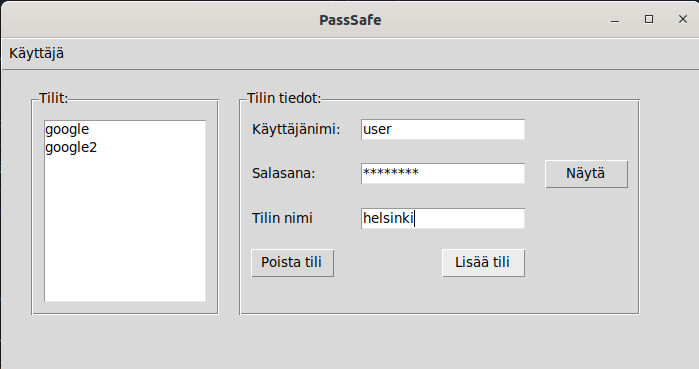 PassSafe
Käyttäjä
Tilit:
google
google2
Tilin tiedot:
Käyttäjänimi: user
Salasana: ******** Näytä
Tilin nimi helsinki
Poista tili Lisää tili